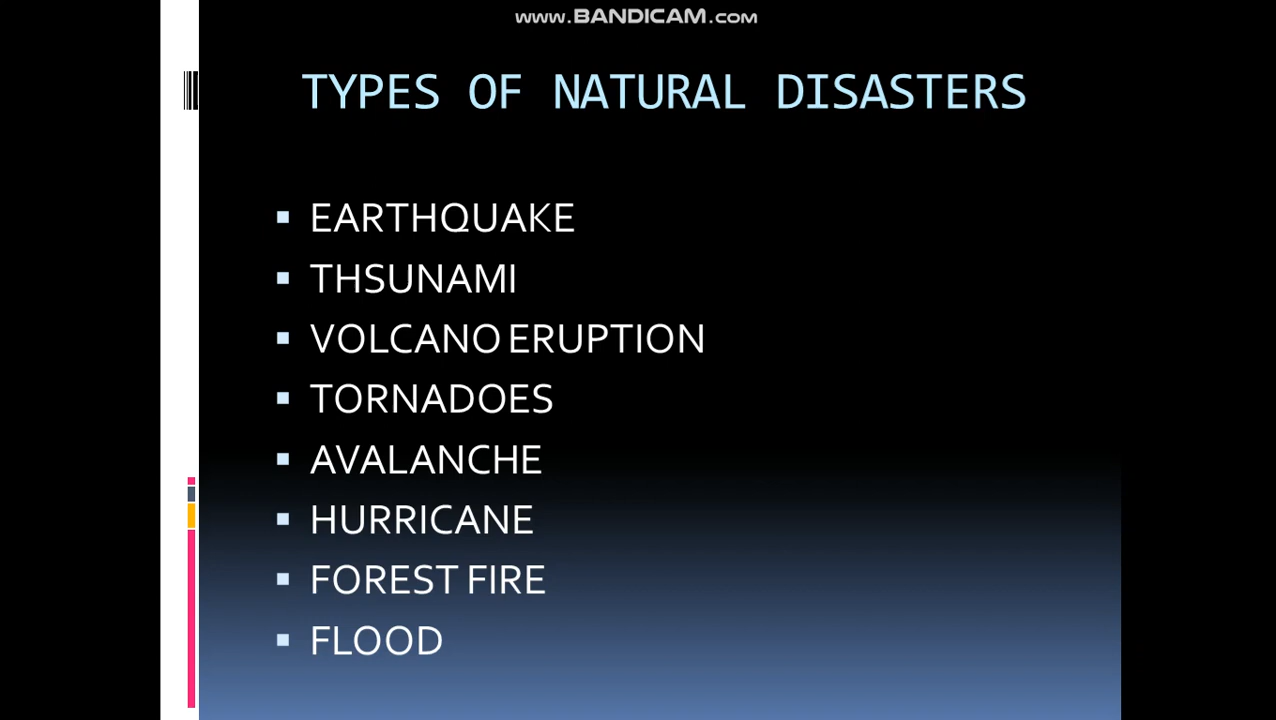 www.BANDICAM.com
TYPES OF NATURAL DISASTERS
▪ EARTHQUAKE
▪ THSUNAMI
▪ VOLCANO ERUPTION
▪ TORNADOES
▪ AVALANCHE
▪ HURRICANE
▪ FOREST FIRE
▪ FLOOD